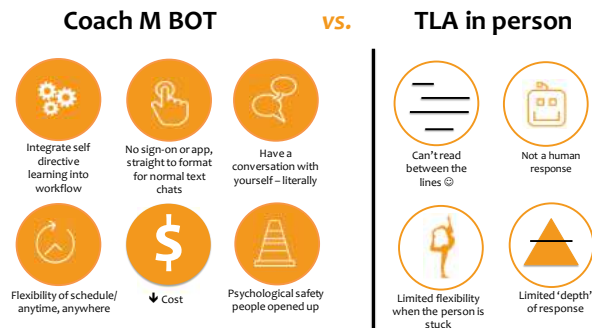 Coach M BOT
vs.
TLA in person
Integrate self
directive
learning into
workflow
No sign-on or app,
straight to format
for normal text
chats
Have a
conversation with
yourself – literally
Can't read
between the
lines ☺
Not a human
response
$
Flexibility of schedule/
anytime, anywhere
🡇 Cost
Psychological safety
people opened up
Limited flexibility
when the person is
stuck
Limited 'depth'
of response